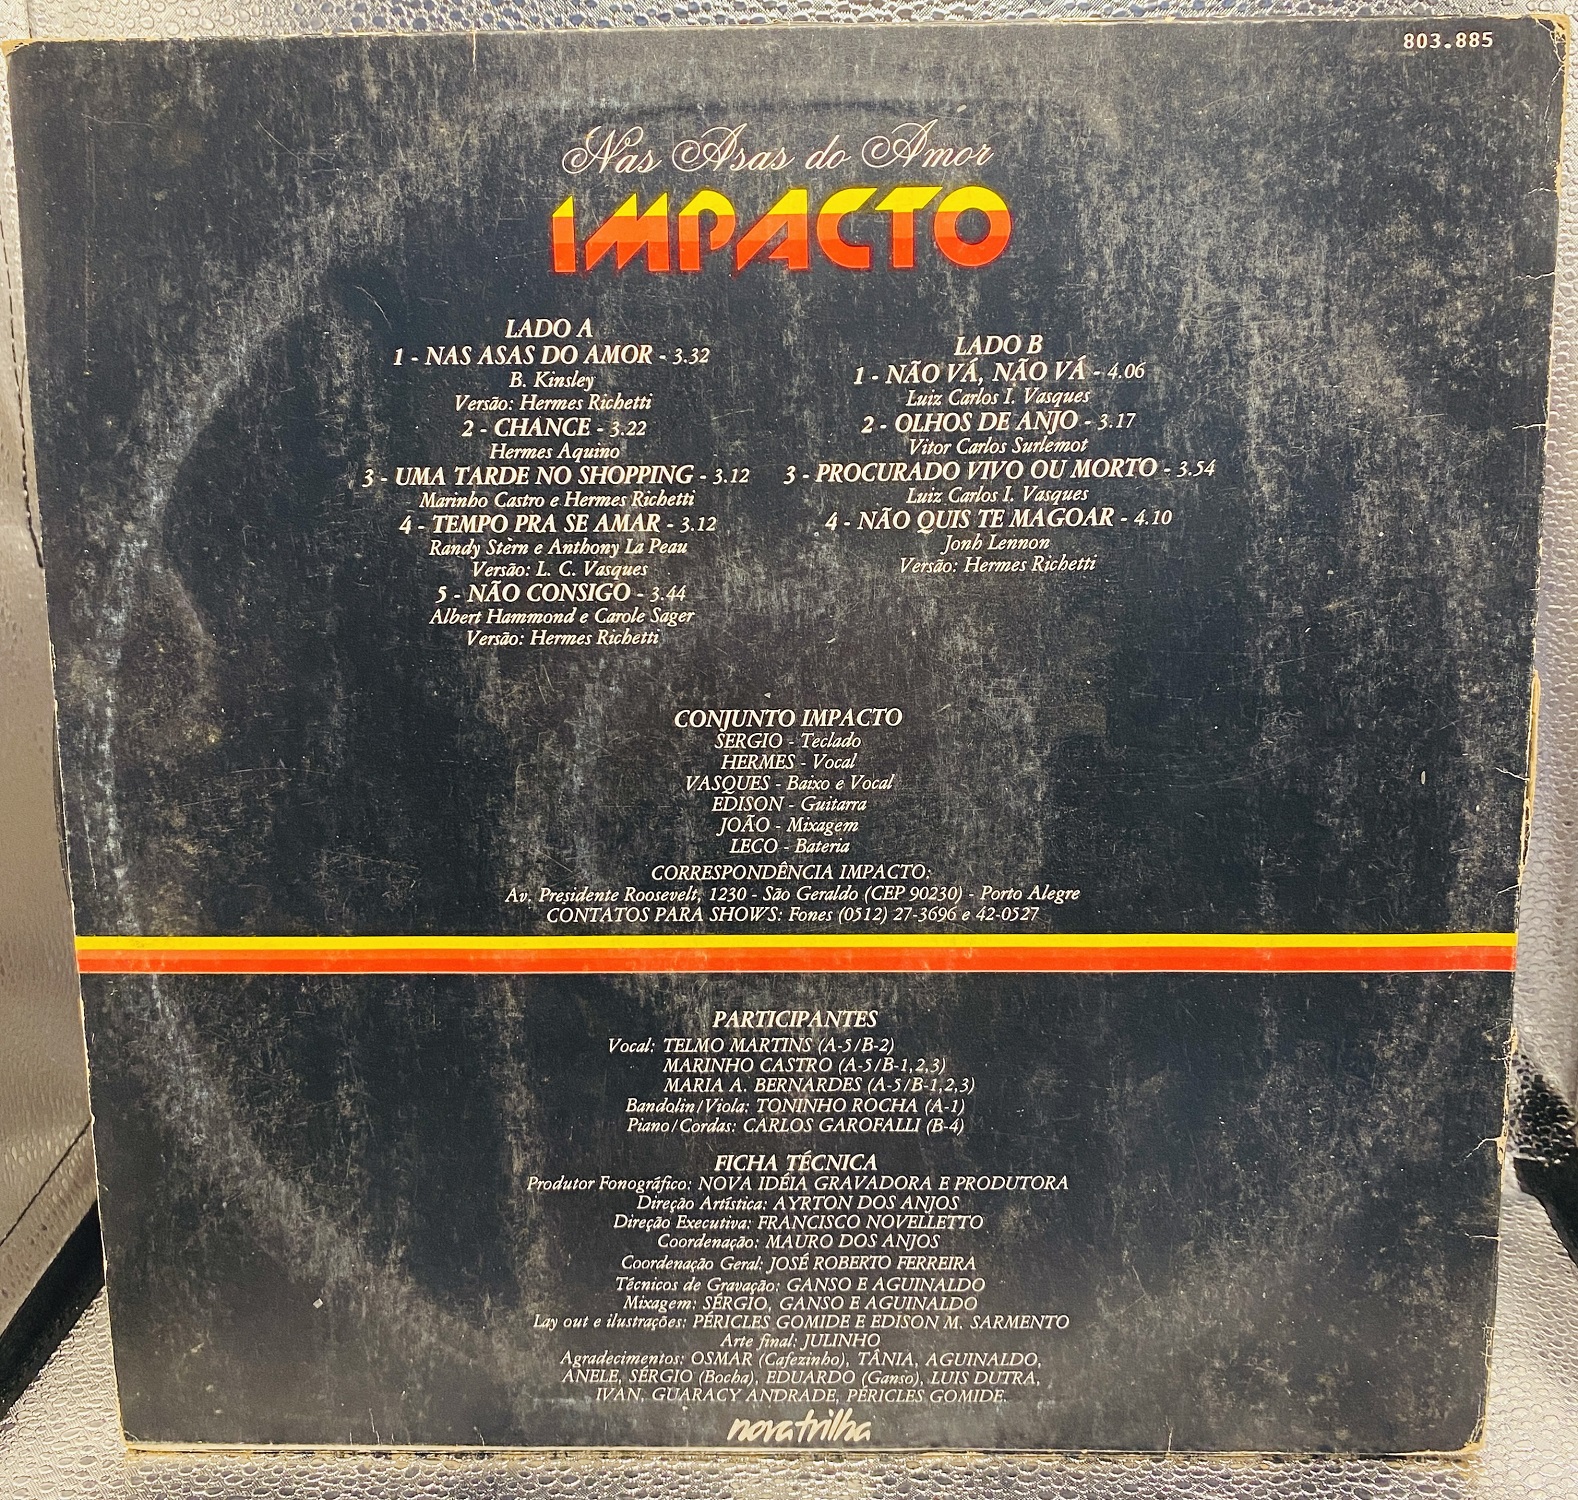 803.885
Nas Asas do Amor
IMPACTO
LADO A
1 - NAS ASAS DO AMOR - 3.32
B. Kinsley
Versão: Hermes Richetti
2 - CHANCE - 3.22
Hermes Aquino
3 - UMA TARDE NO SHOPPING - 3.12
Marinho Castro e Hermes Richetti
4 - TEMPO PRA SE AMAR - 3.12
Randy Stern e Anthony La Peau
Versão: L. C. Vasques
5 - NÃO CONSIGO - 3.44
Albert Hammond e Carole Sager
Versão: Hermes Richetti
LADO B
1 - NÃO VÁ, NÃO VÁ - 4.06
Luiz Carlos I. Vasques
2 - OLHOS DE ANJO - 3.17
Vitor Carlos Surlemot
3 - PROCURADO VIVO OU MORTO - 3.54
Luiz Carlos I. Vasques
4 - NÃO QUIS TE MAGOAR - 4.10
Jonh Lennon
Versão: Hermes Richetti
CONJUNTO IMPACTO
SERGIO - Teclado
HERMES - Vocal
VASQUES - Baixo e Vocal
EDISON - Guitarra
JOÃO - Mixagem
LECO - Bateria
CORRESPONDÊNCIA IMPACTO:
Av. Presidente Roosevelt, 1230 - São Geraldo (CEP 90230) - Porto Alegre
CONTATOS PARA SHOWS: Fones (0512) 27-3696 e 42-0527
PARTICIPANTES
Vocal: TELMO MARTINS (A-5/B-2)
MARINHO CASTRO (A-5/B-1,2,3)
MARIA A. BERNARDES (A-5/B-1,2,3)
Bandolin/Viola: TONINHO ROCHA (A-1)
Piano/Cordas: CARLOS GAROFALLI (B-4)
FICHA TÉCNICA
Produtor Fonográfico: NOVA IDÉIA GRAVADORA E PRODUTORA
Direção Artística: AYRTON DOS ANJOS
Direção Executiva: FRANCISCO NOVELLETTO
Coordenação: MAURO DOS ANJOS
Coordenação Geral: JOSÉ ROBERTO FERREIRA
Técnicos de Gravação: GANSO E AGUINALDO
Mixagem: SÉRGIO, GANSO E AGUINALDO
Lay out e ilustrações: PÉRICLES GOMIDE E EDISON M. SARMENTO
Arte final: JULINHO
Agradecimentos: OSMAR (Cafezinho), TÂNIA, AGUINALDO,
ANELE, SÉRGIO (Bocha), EDUARDO (Ganso), LUIS DUTRA,
IVAN, GUARACY ANDRADE, PÉRICLES GOMIDE.
nova trilha